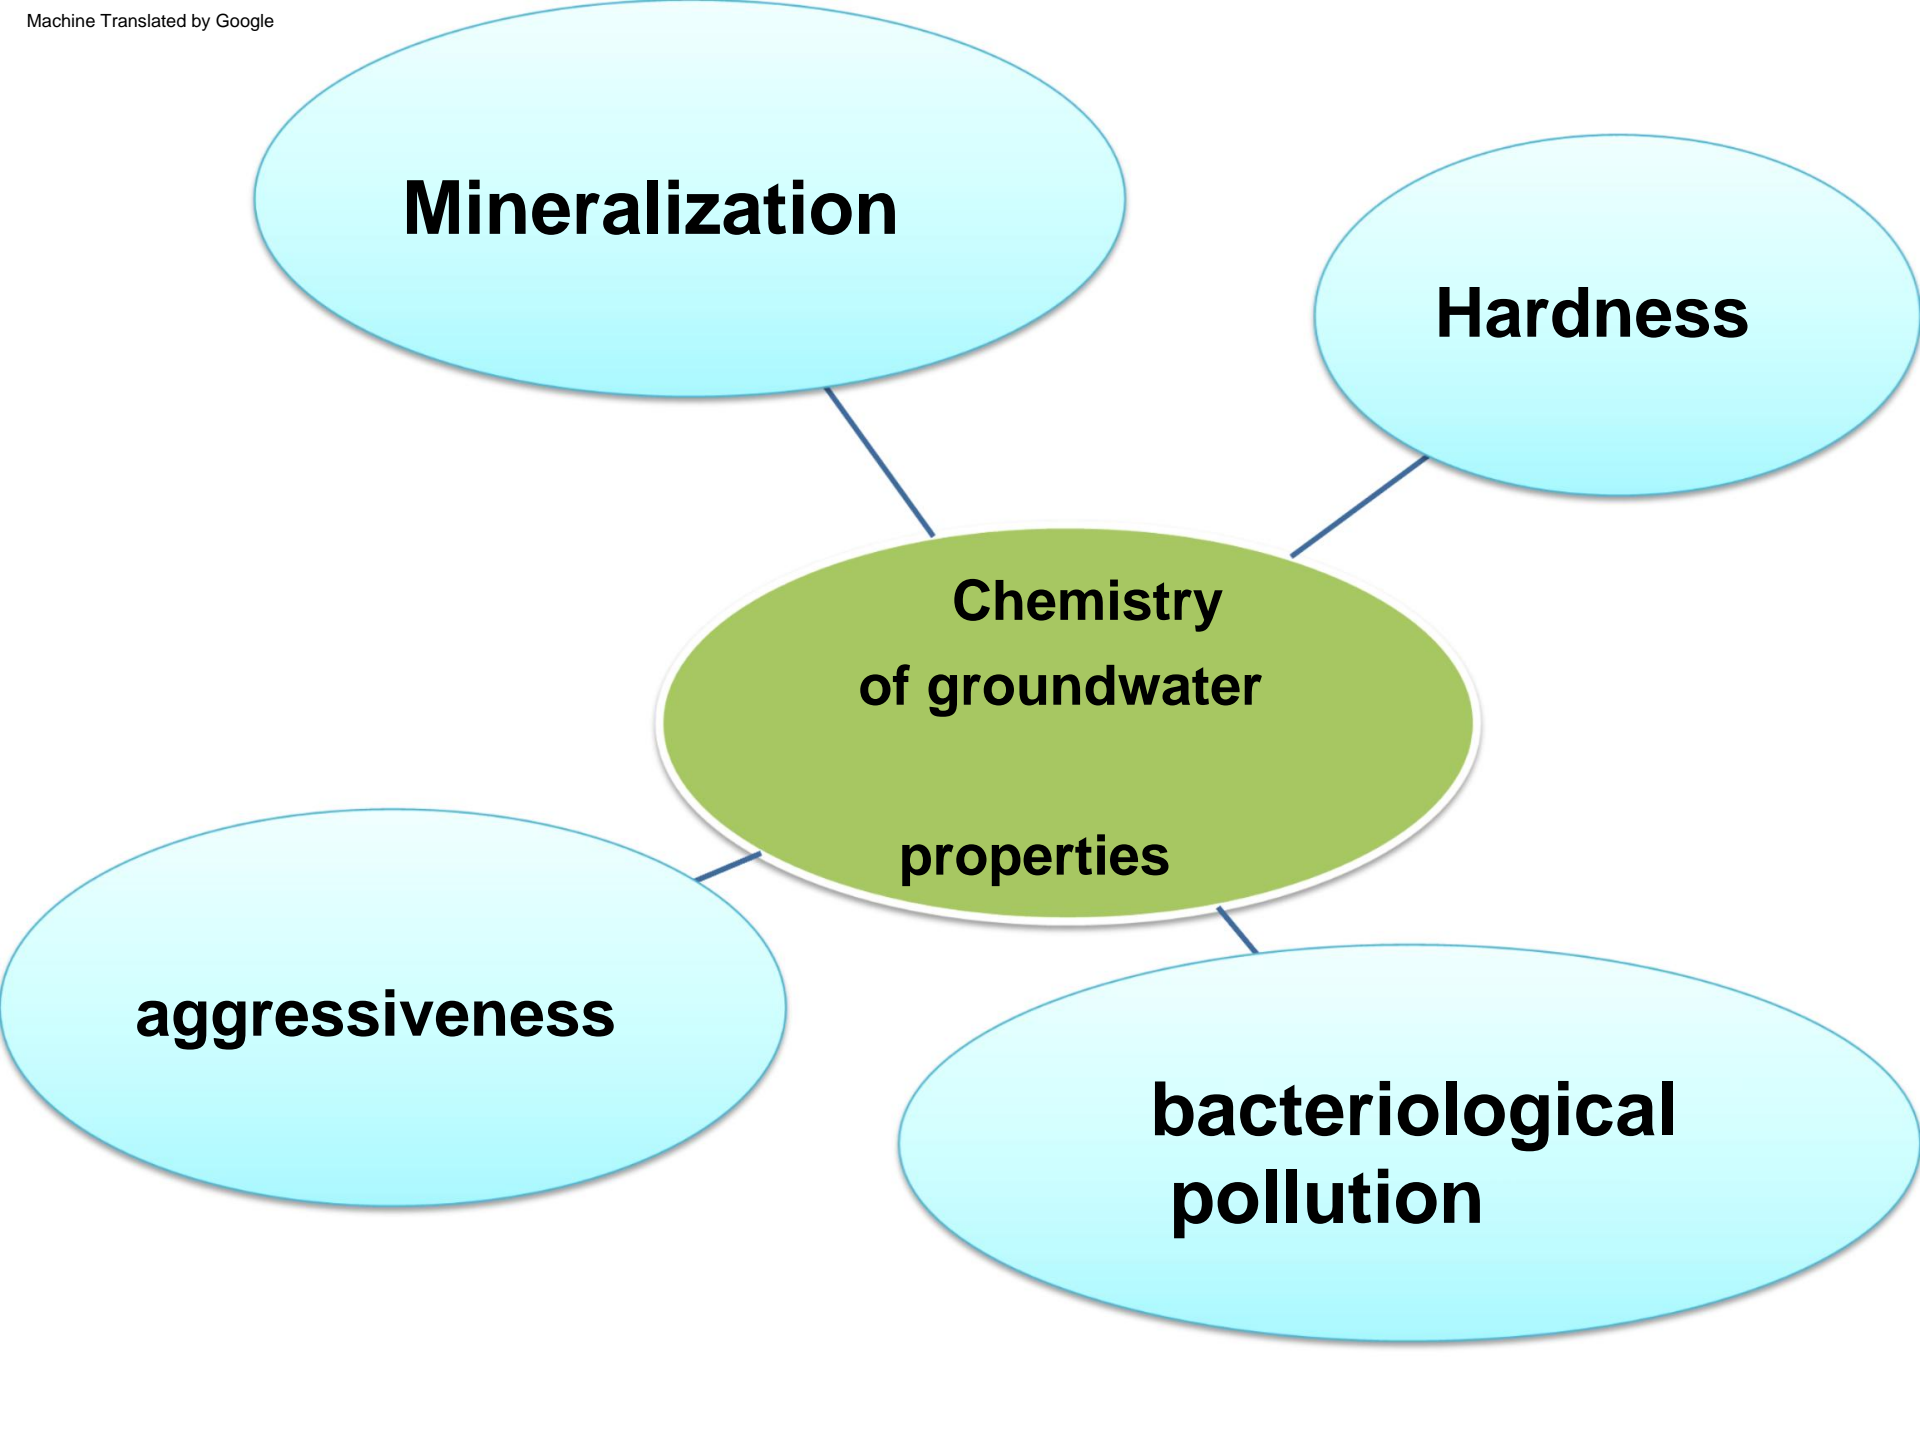 Machine Translated by Google
Mineralization
Hardness
Chemistry
of groundwater
properties
aggressiveness
bacteriological
pollution